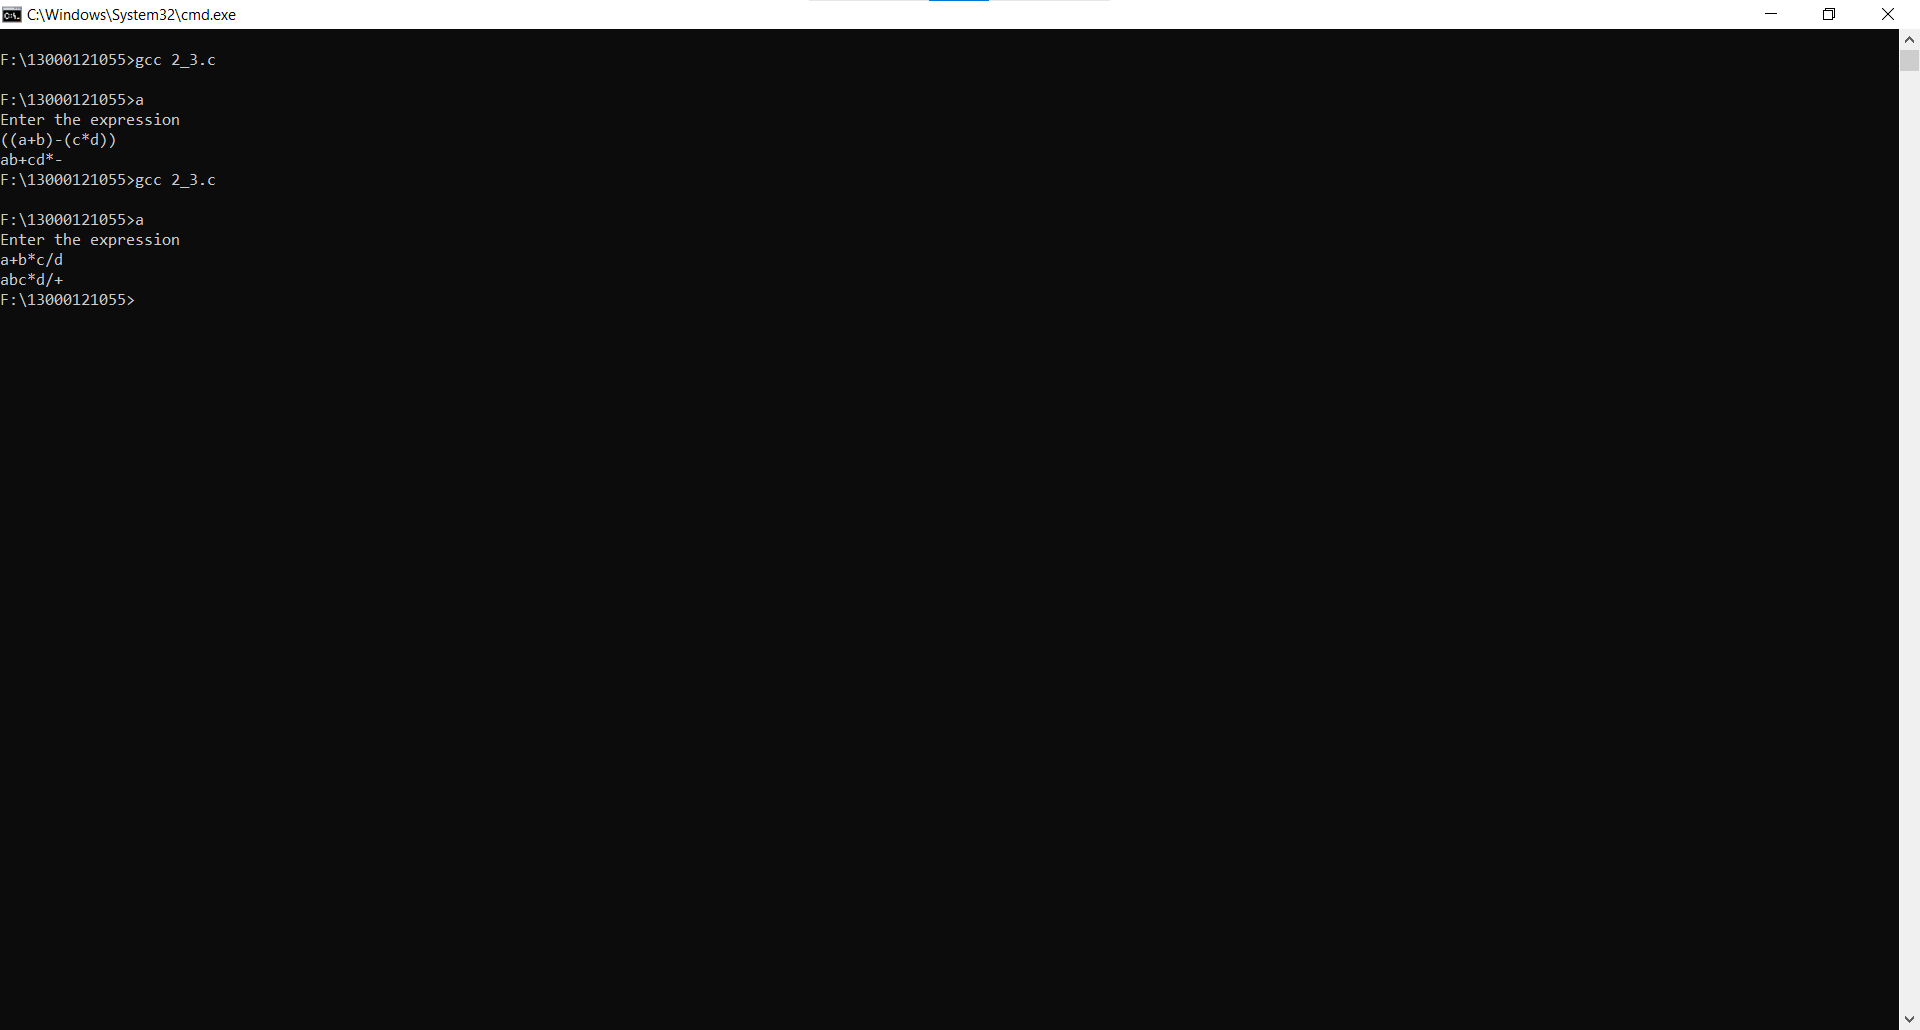 C:\Windows\System32\cmd.exe
F:\13000121055>gcc 2_3.c
F:\13000121055>a
Enter the expression
((a+b)-(c*d))
ab+cd*-
F:\13000121055>gcc 2_3.c
F:\13000121055>a
Enter the expression
a+b*c/d
abc*d/+
F:\13000121055>